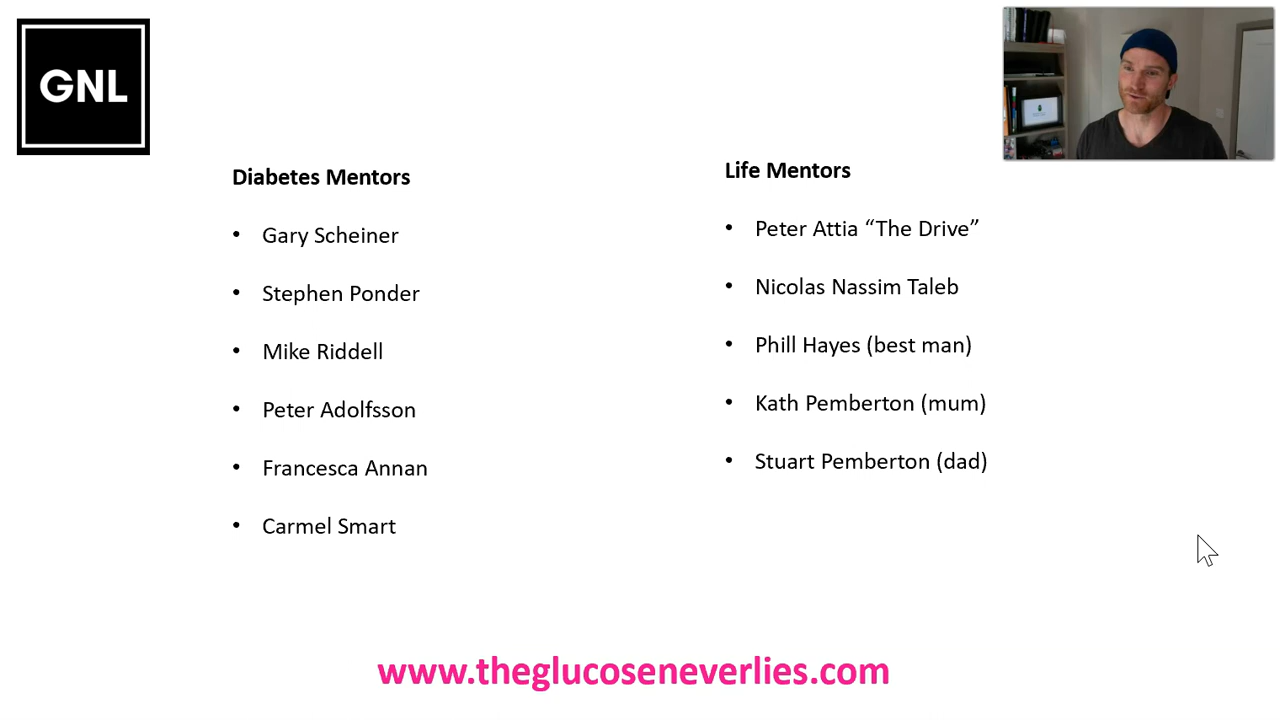 GNL
Diabetes Mentors
• Gary Scheiner
• Stephen Ponder
• Mike Riddell
• Peter Adolfsson
• Francesca Annan
• Carmel Smart
Life Mentors
• Peter Attia “The Drive”
• Nicolas Nassim Taleb
• Phill Hayes (best man)
• Kath Pemberton (mum)
• Stuart Pemberton (dad)
www.theglucoseneverlies.com